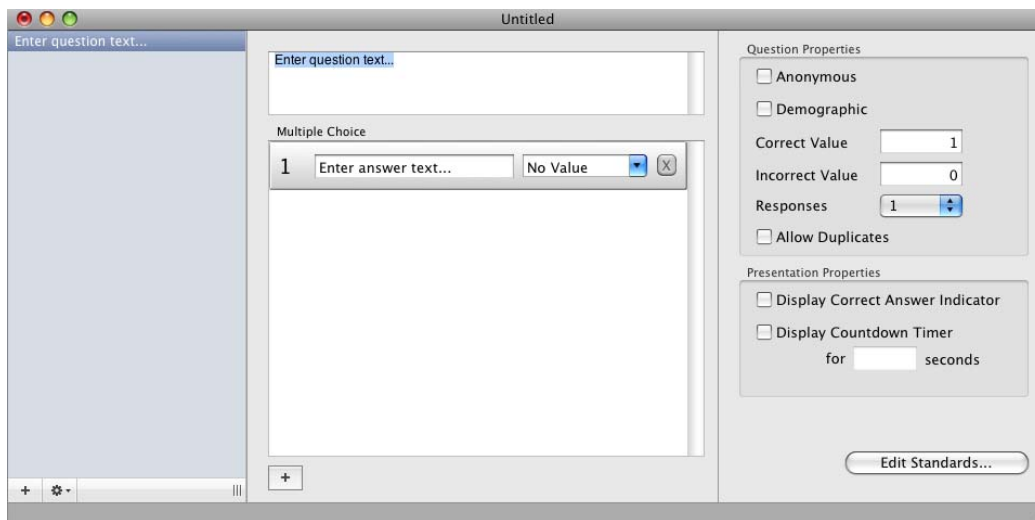 Untitled
Enter question text...
Enter question text...
Multiple Choice
1 Enter answer text... No Value X
+
+
Question Properties
Anonymous
Demographic
Correct Value 1
Incorrect Value 0
Responses 1
Allow Duplicates
Presentation Properties
Display Correct Answer Indicator
Display Countdown Timer
for seconds
Edit Standards...